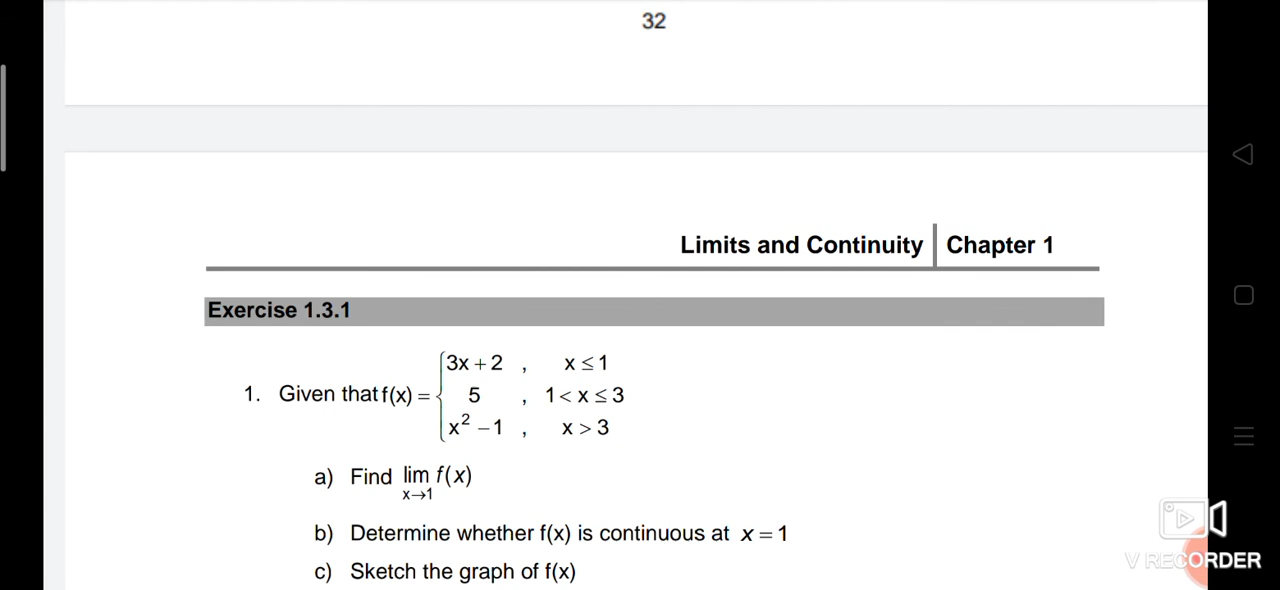 32
Limits and Continuity Chapter 1
Exercise 1.3.1
3x + 2 , x ≤ 1
1. Given that f(x) = { 5 , 1 < x ≤ 3
x² − 1 , x > 3
a) Find lim f(x)
x→1
b) Determine whether f(x) is continuous at x = 1
c) Sketch the graph of f(x)
V RECORDER